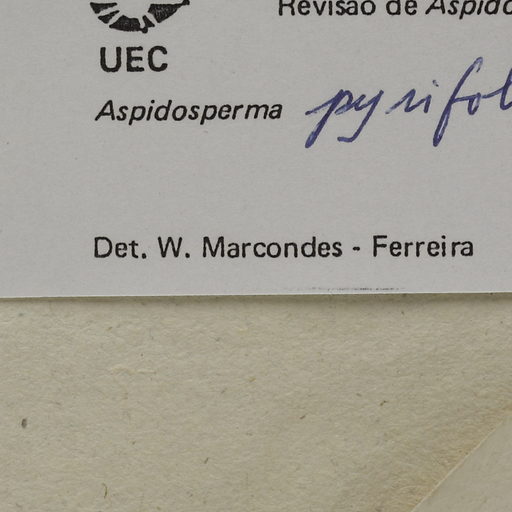 Revisão de Aspido
UEC
Aspidosperma pyrifol
Det. W. Marcondes - Ferreira